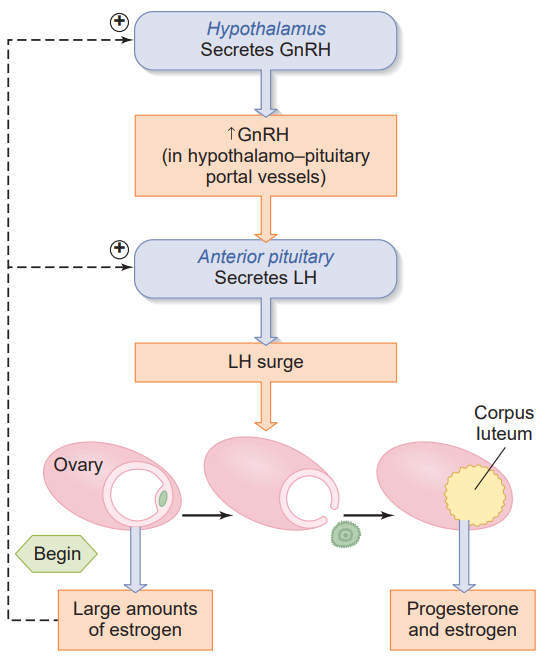 +
Hypothalamus
Secretes GnRH
↑GnRH
(in hypothalamo–pituitary
portal vessels)
+
Anterior pituitary
Secretes LH
LH surge
Corpus
luteum
Ovary
Begin
Large amounts
of estrogen
Progesterone
and estrogen